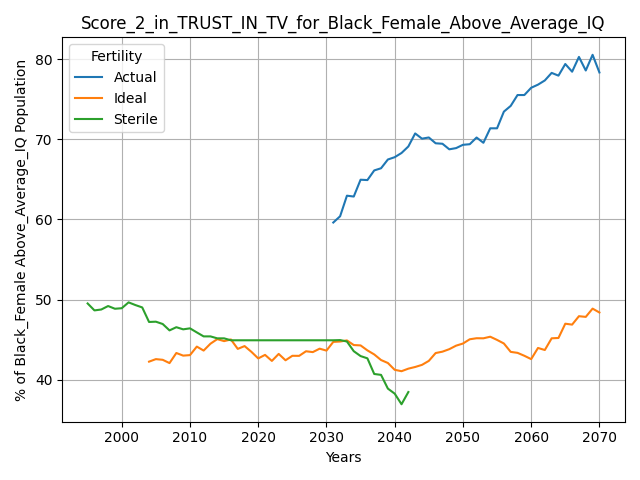 Score_2_in_TRUST_IN_TV_for_Black_Female_Above_Average_IQ
% of Black_Female Above_Average_IQ Population
80
70
60
50
40
Fertility
Actual
Ideal
Sterile
2000
2010
2020
2030
2040
2050
2060
2070
Years